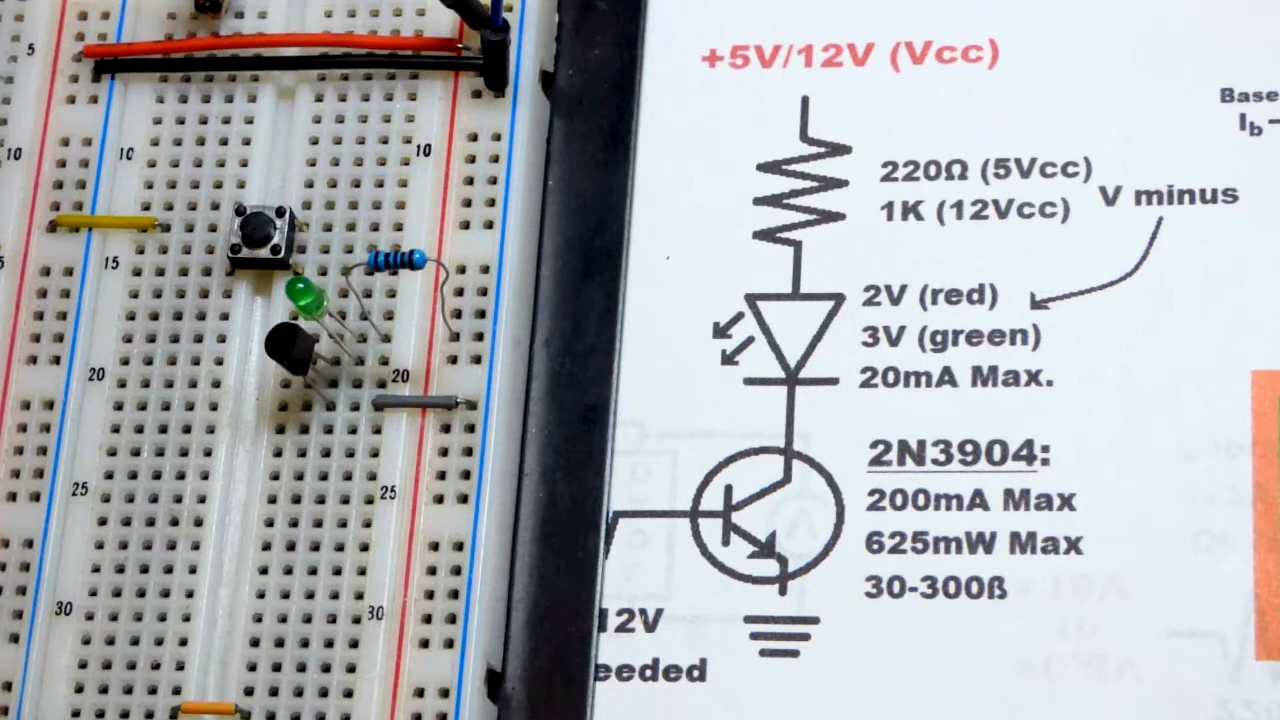 +5V/12V (Vcc)
Base
Ib
220Ω (5Vcc)
1K (12Vcc)
V minus
2V (red)
3V (green)
20mA Max.
2N3904:
200mA Max
625mW Max
30-300ß
12V
eeded
5
10
10
10
15
20
20
25
25
30
30